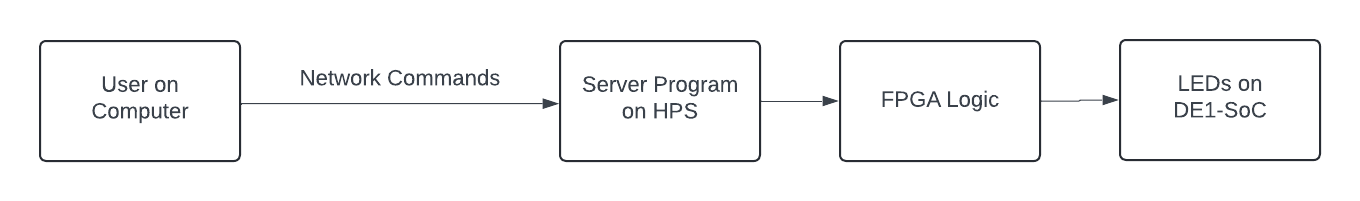 User on
Computer
Network Commands
Server Program
on HPS
FPGA Logic
LEDs on
DE1-SoC